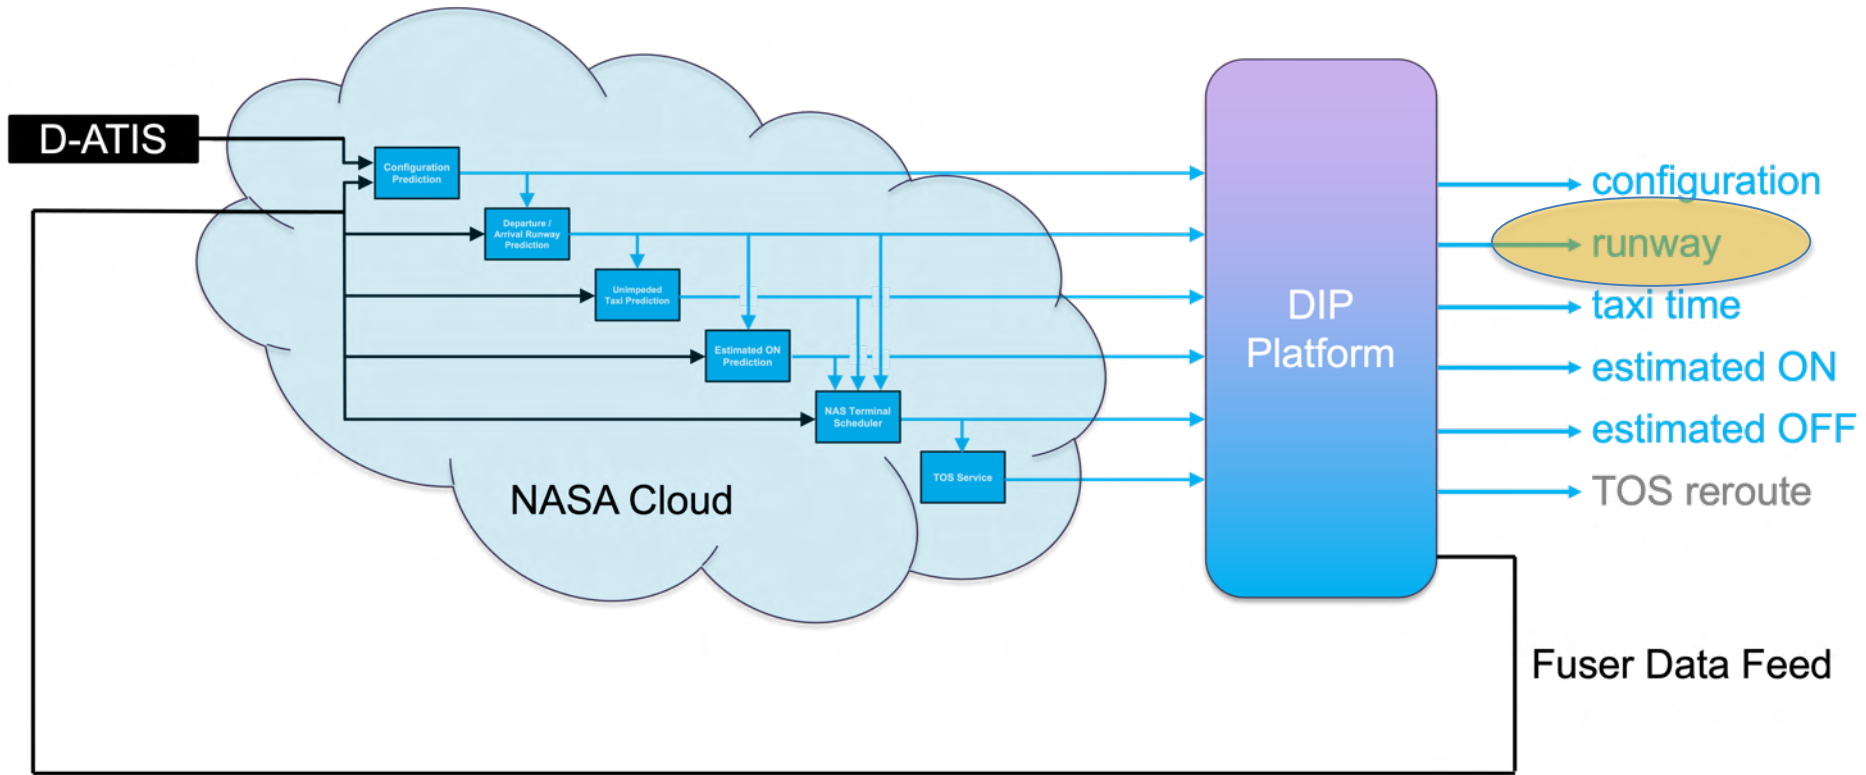 D-ATIS
Configuration
Prediction
Departure /
Arrival Runway
Prediction
Unimpeded
Taxi Prediction
Estimated ON
Prediction
NAS Terminal
Scheduler
TOS Service
NASA Cloud
DIP
Platform
configuration
runway
taxi time
estimated ON
estimated OFF
TOS reroute
Fuser Data Feed